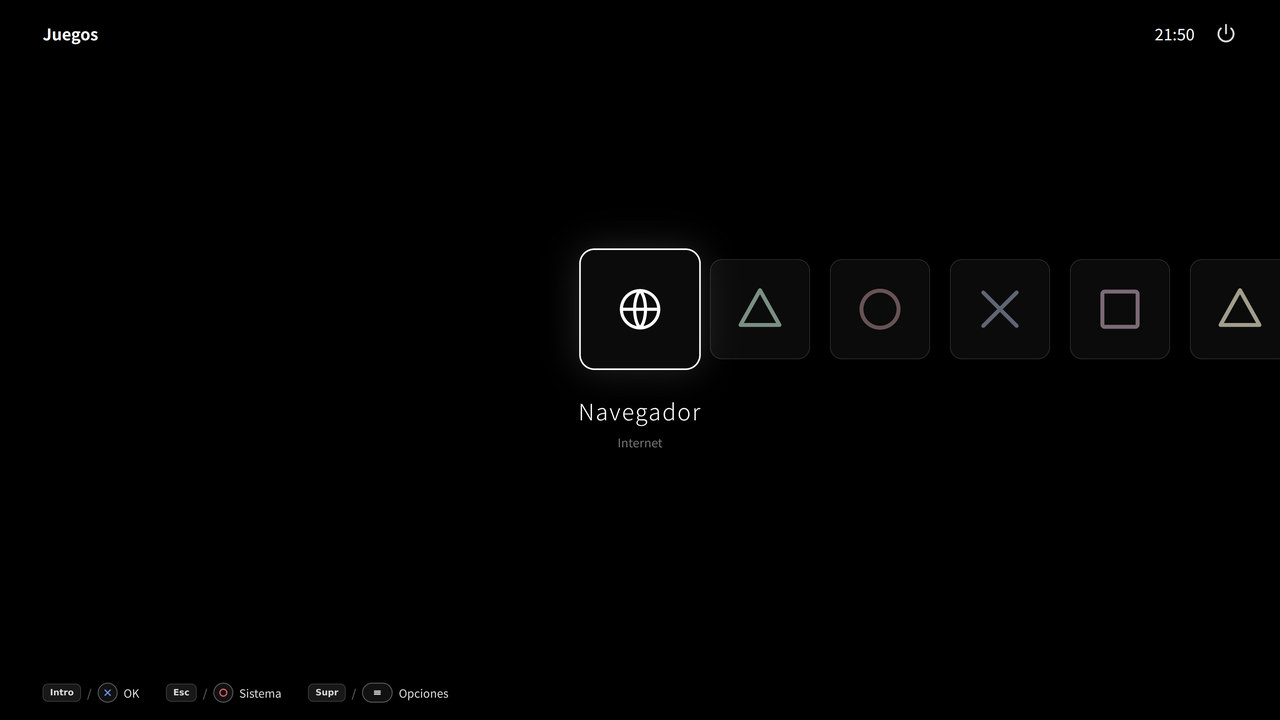 Juegos
21:50
Navegador
Internet
Intro / OK Esc / Sistema Supr / Opciones